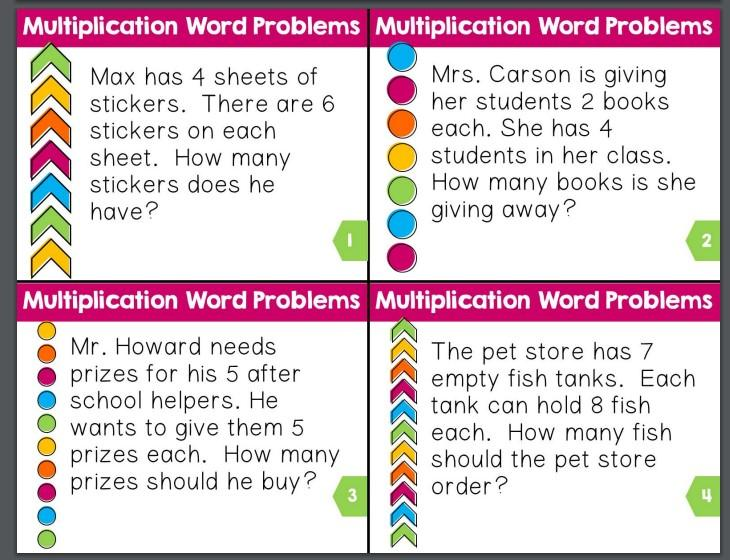 Multiplication Word Problems
Max has 4 sheets of
stickers. There are 6
stickers on each
sheet. How many
stickers does he
have?
1
Multiplication Word Problems
Mrs. Carson is giving
her students 2 books
each. She has 4
students in her class.
How many books is she
giving away?
2
Multiplication Word Problems
Mr. Howard needs
prizes for his 5 after
school helpers. He
wants to give them 5
prizes each. How many
prizes should he buy?
3
Multiplication Word Problems
The pet store has 7
empty fish tanks. Each
tank can hold 8 fish
each. How many fish
should the pet store
order?
4